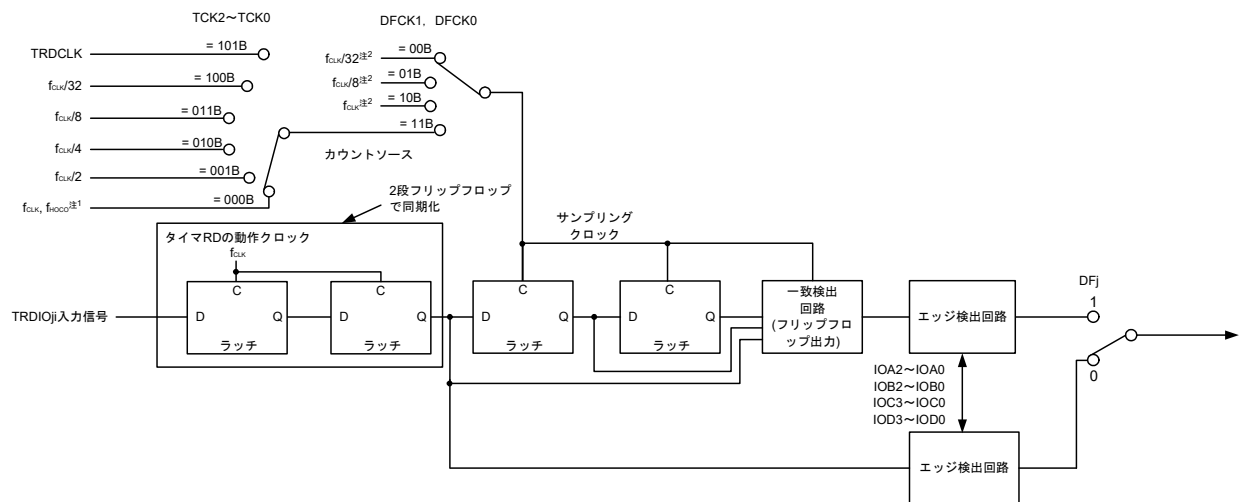 TCK2～TCK0
DFCK1, DFCK0
TRDCLK
= 101B
fCLK/32
= 100B
fCLK/8
= 011B
fCLK/4
= 010B
fCLK/2
= 001B
fCLK, fHOCO注1
= 000B
fCLK/32注2
= 00B
fCLK/8注2
= 01B
fCLK注2
= 10B
= 11B
カウントソース
2段フリップフロップ
で同期化
サンプリング
クロック
タイマRDの動作クロック
fCLK
TRDIOji入力信号
C
D
Q
ラッチ
C
D
Q
ラッチ
C
D
Q
ラッチ
C
D
Q
ラッチ
一致検出
回路
(フリップフロ
ップ出力)
エッジ検出回路
DFj
1
0
IOA2～IOA0
IOB2～IOB0
IOC3～IOC0
IOD3～IOD0
エッジ検出回路